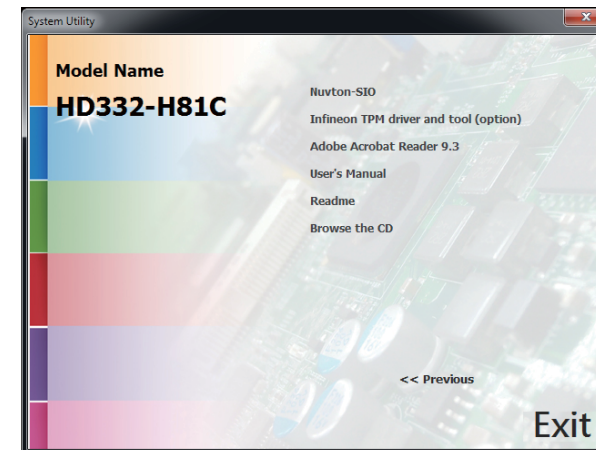 System Utility
Model Name
HD332-H81C
Nuvton-SIO
Infineon TPM driver and tool (option)
Adobe Acrobat Reader 9.3
User's Manual
Readme
Browse the CD
<< Previous
Exit